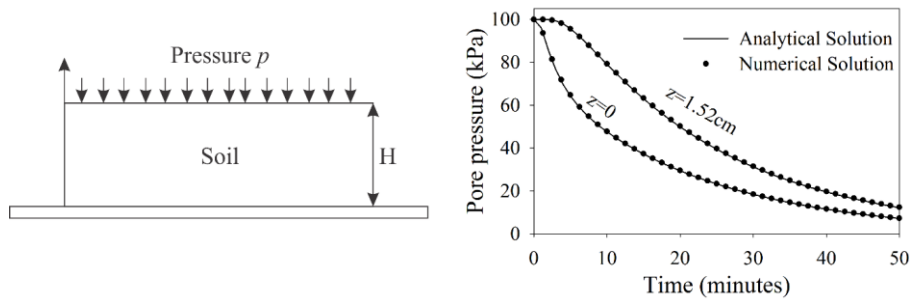 Pressure p
Soil
H
Pore pressure (kPa)
100
80
60
40
20
0
Analytical Solution
Numerical Solution
z=1.52cm
z=0
0
10
20
30
40
50
Time (minutes)